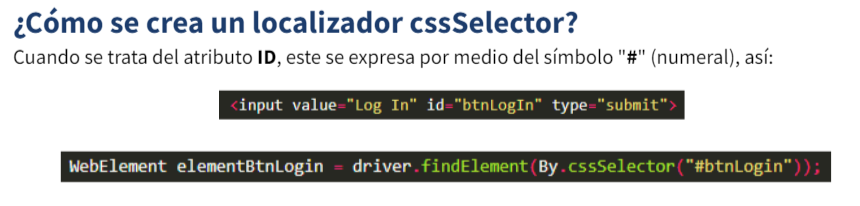 ¿Cómo se crea un localizador cssSelector?
Cuando se trata del atributo ID, este se expresa por medio del símbolo "#" (numeral), así:
<input value="Log In" id="btnLogIn" type="submit">
WebElement elementBtnLogin = driver.findElement(By.cssSelector("#btnLogin"));